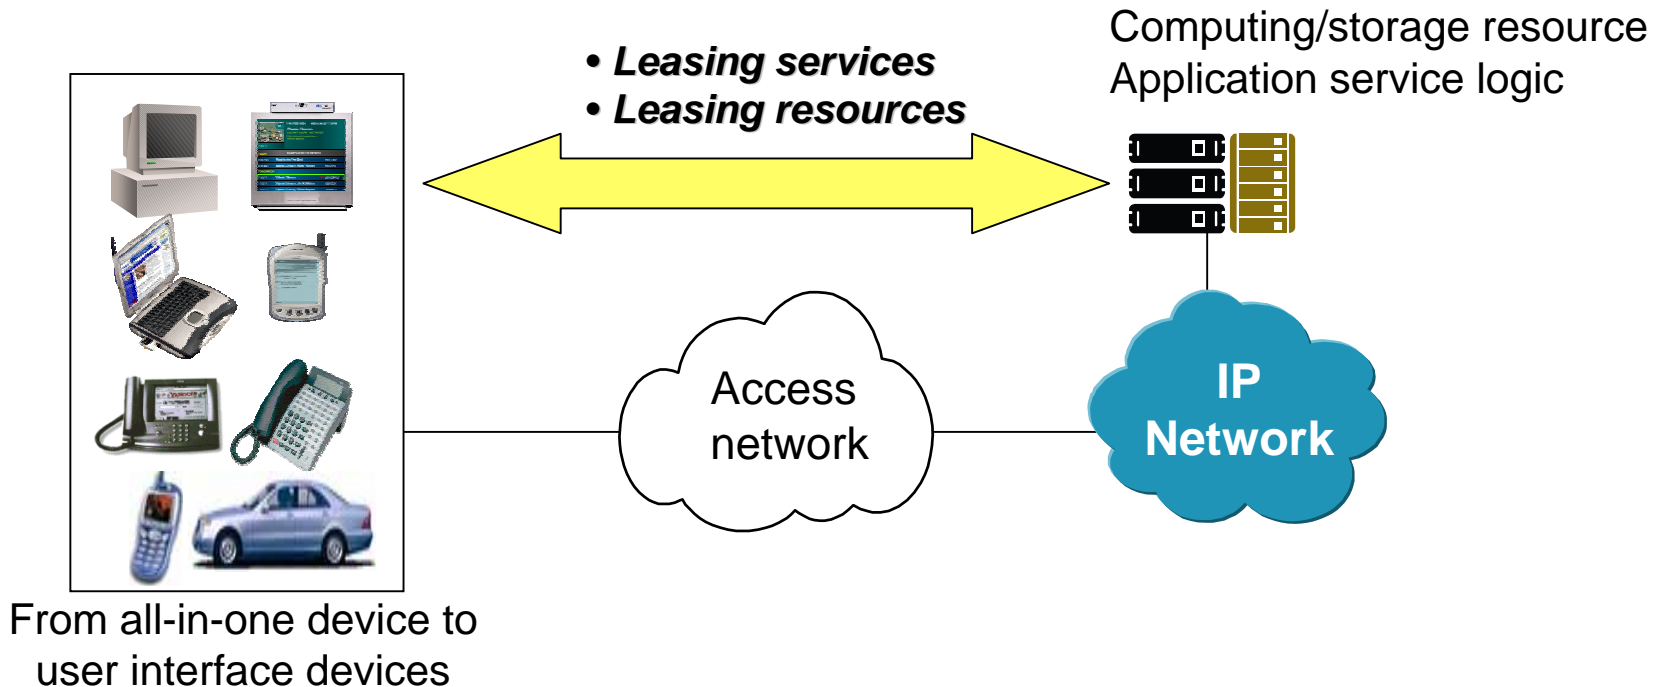 Computing/storage resource
Application service logic
• Leasing services
• Leasing resources
Access
network
IP
Network
From all-in-one device to
user interface devices